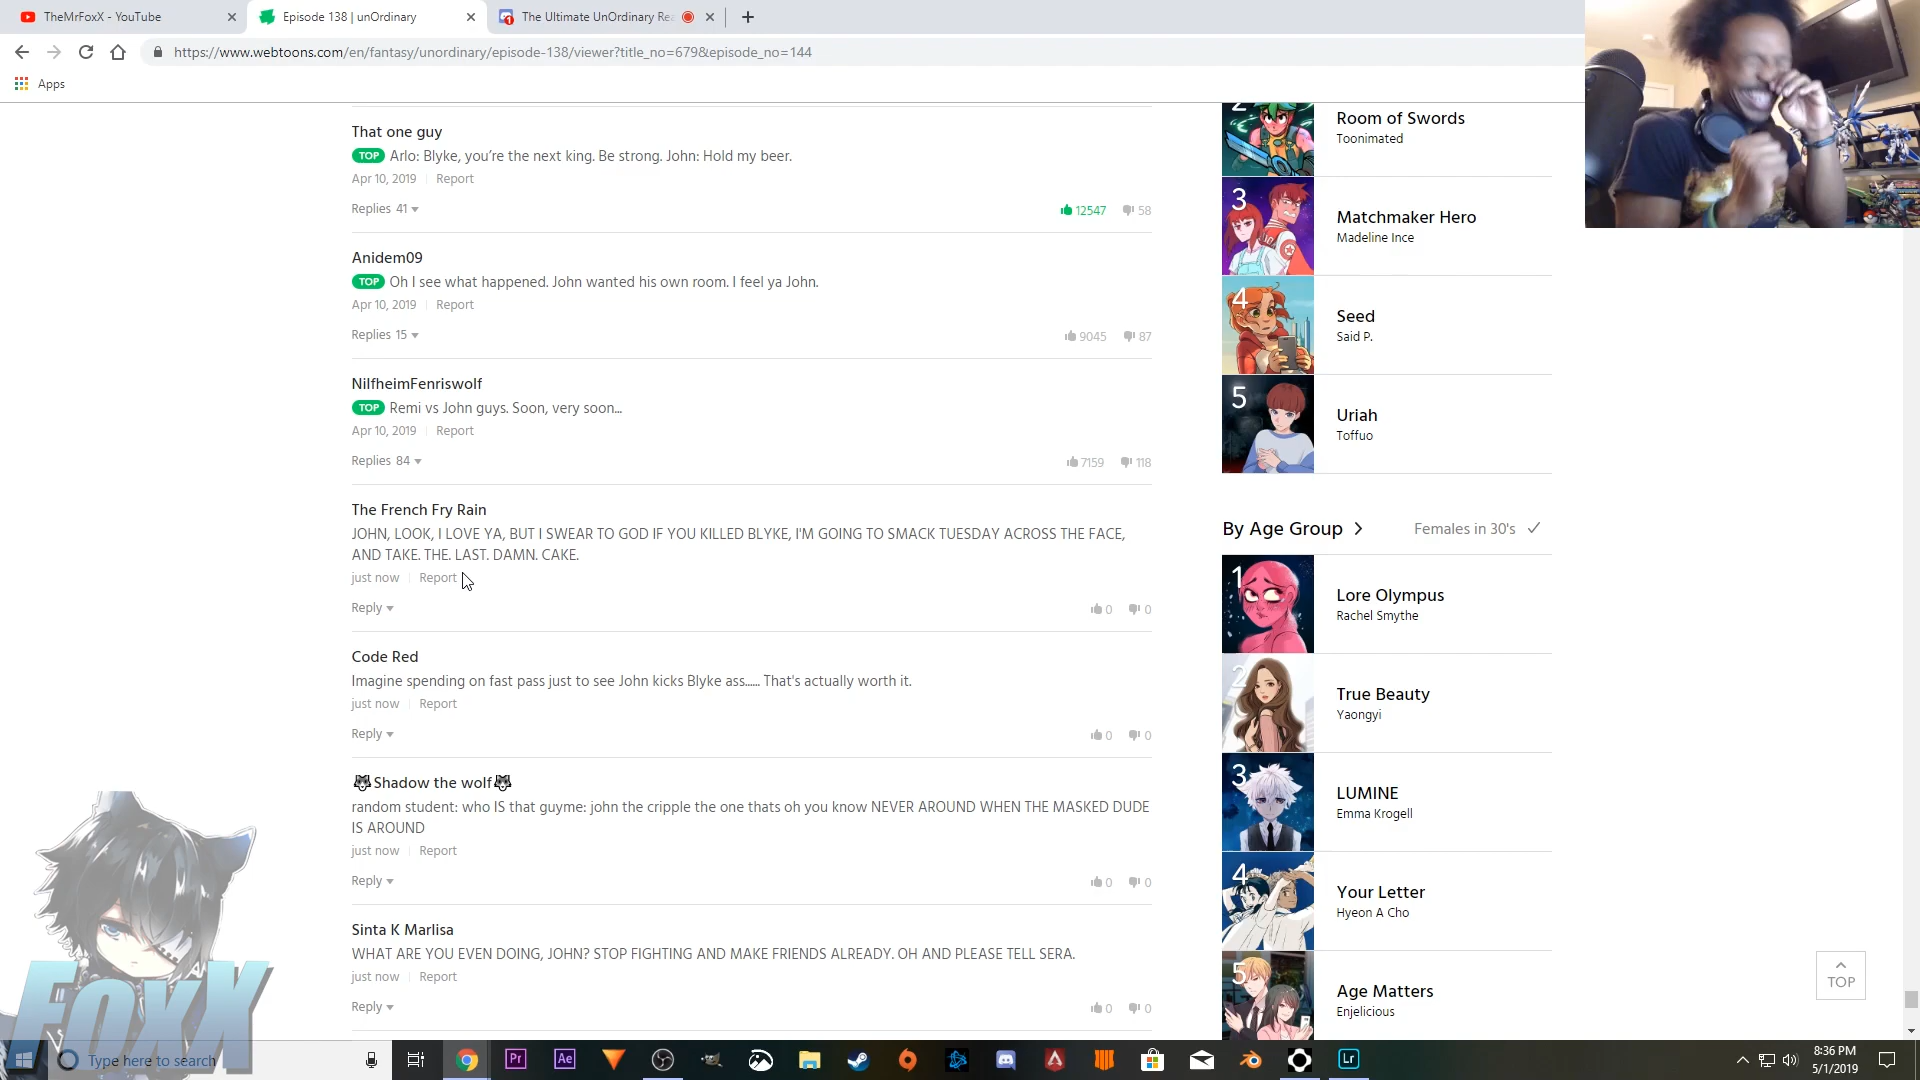 TheMrFoxX - YouTube
Episode 138 | unOrdinary
The Ultimate UnOrdinary Rea
https://www.webtoons.com/en/fantasy/unordinary/episode-138/viewer?title_no=679&episode_no=144
Apps
That one guy
TOP Arlo: Blyke, you’re the next king. Be strong. John: Hold my beer.
Apr 10, 2019 Report
Replies 41
12547 58
Anidem09
TOP Oh I see what happened. John wanted his own room. I feel ya John.
Apr 10, 2019 Report
Replies 15
9045 87
NilfheimFenriswolf
TOP Remi vs John guys. Soon, very soon...
Apr 10, 2019 Report
Replies 84
7159 118
The French Fry Rain
JOHN, LOOK, I LOVE YA, BUT I SWEAR TO GOD IF YOU KILLED BLYKE, I'M GOING TO SMACK TUESDAY ACROSS THE FACE,
AND TAKE. THE. LAST. DAMN. CAKE.
just now Report
Reply
0 0
Code Red
Imagine spending on fast pass just to see John kicks Blyke ass...... That's actually worth it.
just now Report
Reply
0 0
🐺Shadow the wolf🐺
random student: who IS that guyme: john the cripple the one thats oh you know NEVER AROUND WHEN THE MASKED DUDE
IS AROUND
just now Report
Reply
0 0
Sinta K Marlisa
WHAT ARE YOU EVEN DOING, JOHN? STOP FIGHTING AND MAKE FRIENDS ALREADY. OH AND PLEASE TELL SERA.
just now Report
Reply
0 0
2
Room of Swords
Toonimated
3
Matchmaker Hero
Madeline Ince
4
Seed
Said P.
5
Uriah
Toffuo
By Age Group Females in 30's
1
Lore Olympus
Rachel Smythe
2
True Beauty
Yaongyi
3
LUMINE
Emma Krogell
4
Your Letter
Hyeon A Cho
5
Age Matters
Enjelicious
TOP
FOXX
Type here to search
Pr
Ae
Lr
8:36 PM
5/1/2019